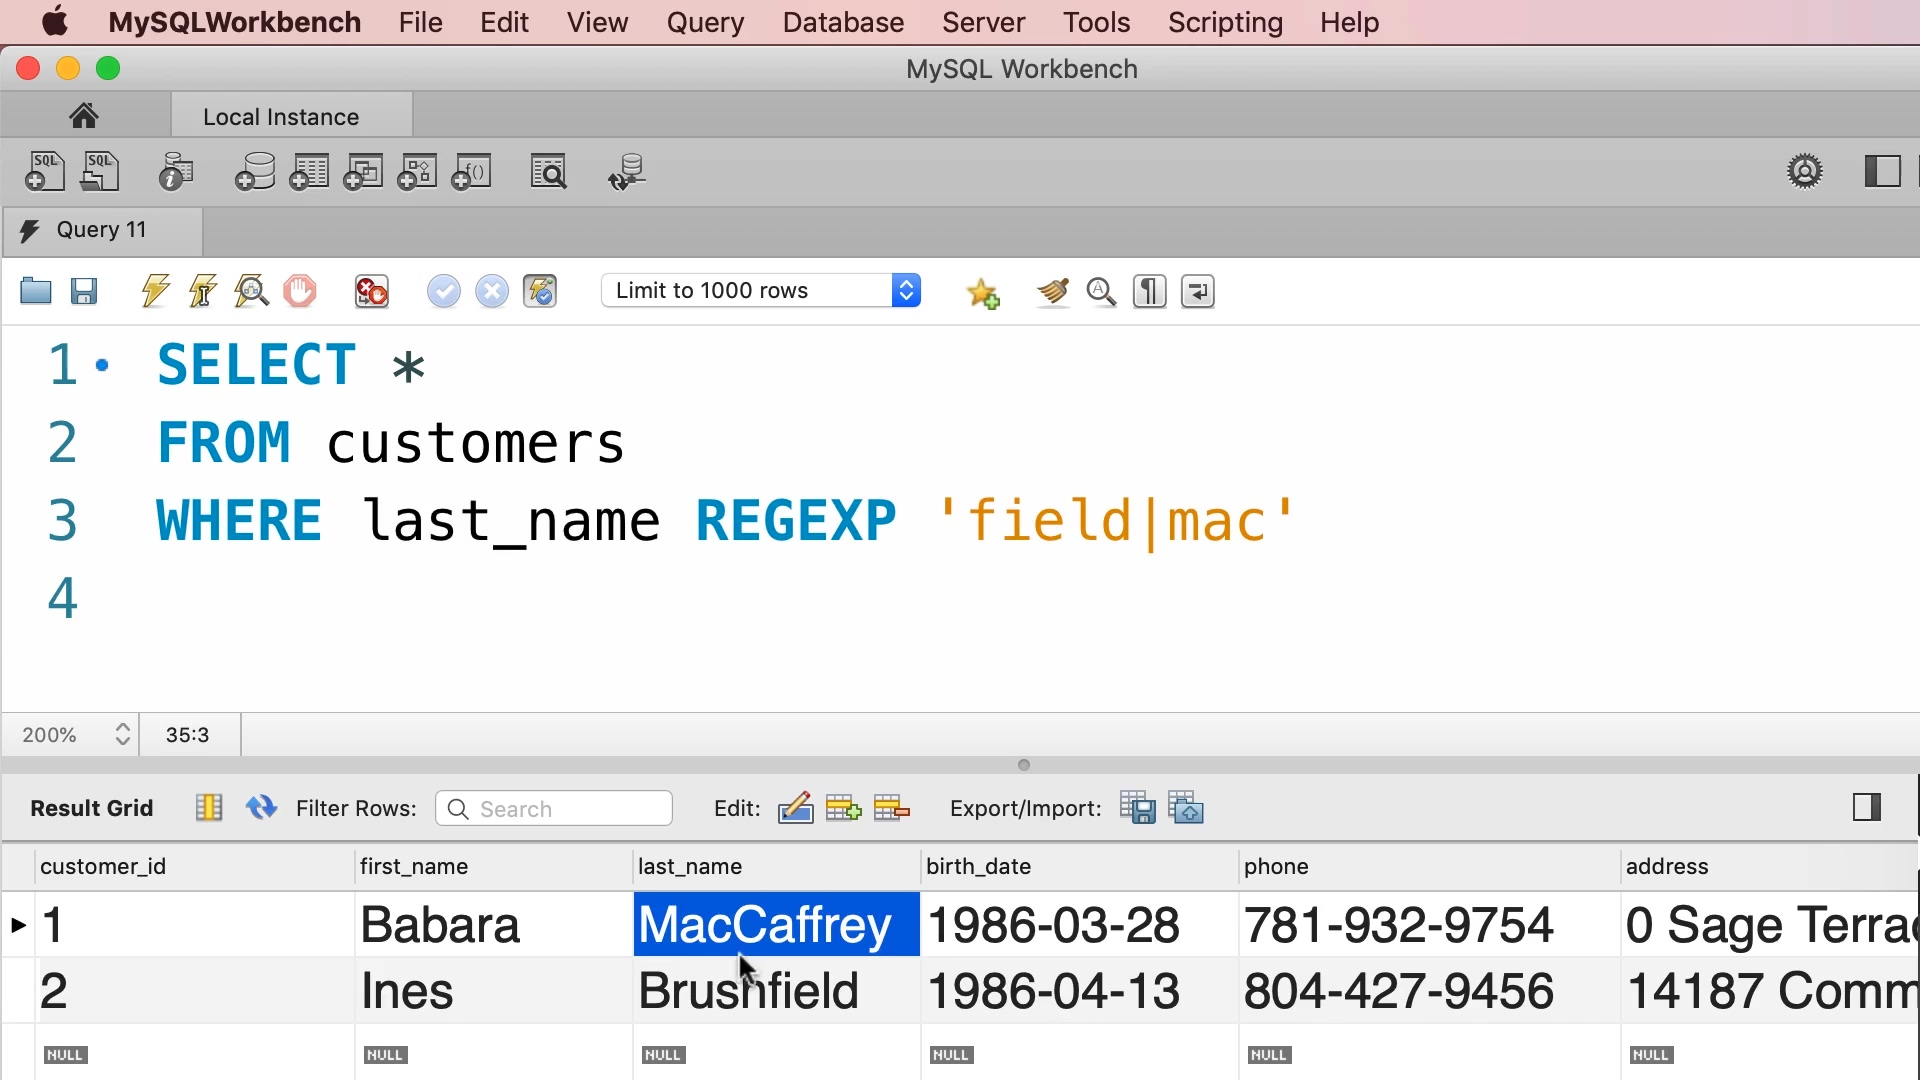 MySQLWorkbench File Edit View Query Database Server Tools Scripting Help
MySQL Workbench
Local Instance
SQL SQL f()
Query 11
Limit to 1000 rows
1 SELECT *
2 FROM customers
3 WHERE last_name REGEXP 'field|mac'
4
200% 35:3
Result Grid Filter Rows: Search Edit: Export/Import:
customer_id first_name last_name birth_date phone address
1 Babara MacCaffrey 1986-03-28 781-932-9754 0 Sage Terrac
2 Ines Brushfield 1986-04-13 804-427-9456 14187 Comm
NULL NULL NULL NULL NULL NULL